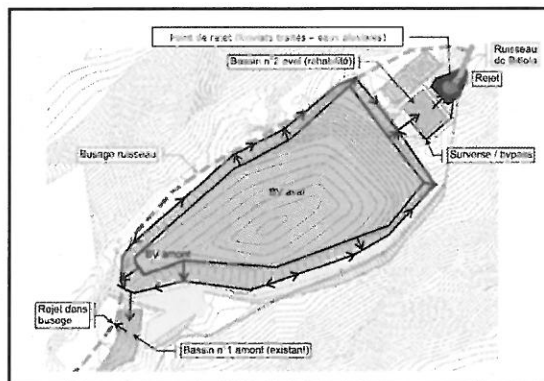 Point de rejet (lixiviats traités – eaux pluviales)
Ruisseau
de
Bassin n°2 aval (réhabilité)
Rejet
Surverse / bypass
Busage ruisseau
BV aval
BV amont
Rejet dans
busage
Bassin n°1 amont (existant)